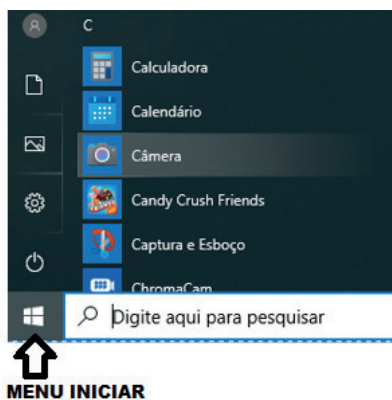 C
Calculadora
Calendário
Câmera
Candy Crush Friends
Captura e Esboço
ChromaCam
Digite aqui para pesquisar
MENU INICIAR